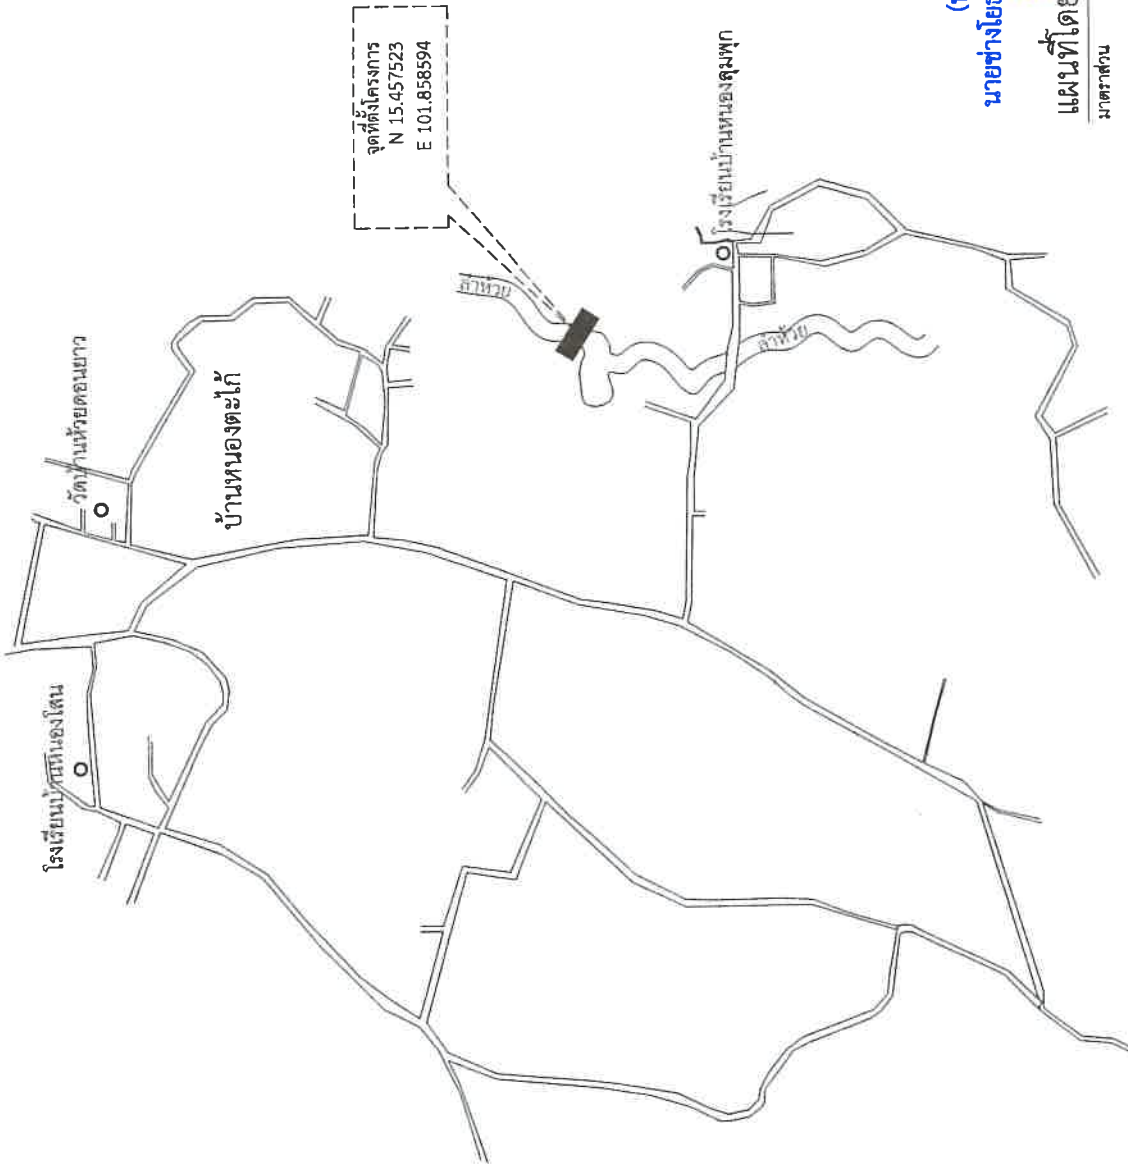 โรงเรียนบ้านหนองโสน
วัดบ้านห้วยดอนยาว
บ้านหนองตะไก้
จุดที่ตั้งโครงการ
N 15.457523
E 101.858594
ลำห้วย
ลำห้วย
โรงเรียนบ้านหนองคุมพุก
นายช่างโยธ
แผนที่โดย
มาตราส่วน